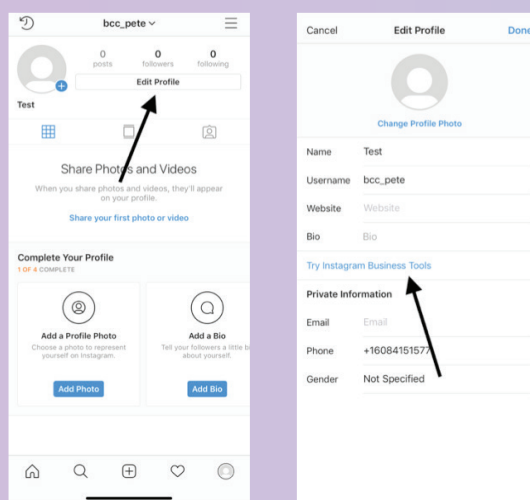 bcc_pete
0 0 0
posts followers following
Edit Profile
Test
Share Photos and Videos
When you share photos and videos, they'll appear
on your profile.
Share your first photo or video
Complete Your Profile
1 OF 4 COMPLETE
Add a Profile Photo
Choose a photo to represent
yourself on Instagram.
Add Photo
Add a Bio
Tell your followers a little bi
about yourself.
Add Bio
Cancel Edit Profile Done
Change Profile Photo
Name Test
Username bcc_pete
Website Website
Bio Bio
Try Instagram Business Tools
Private Information
Email Email
Phone +16084151577
Gender Not Specified